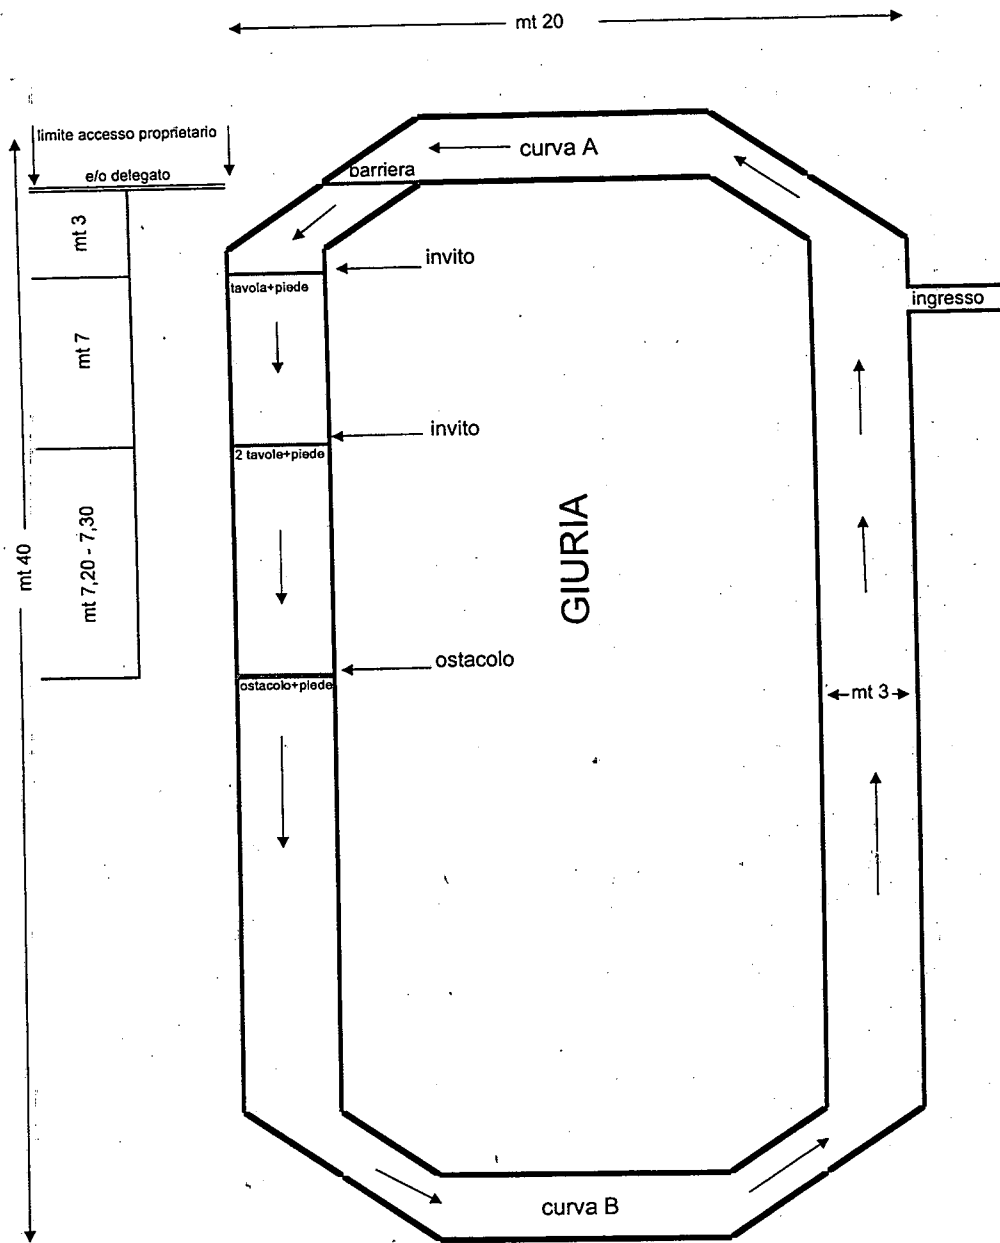 mt 20
limite accesso proprietario
e/o delegato
curva A
barriera
mt 3
invito
tavola+piede
ingresso
mt 7
invito
2 tavole+piede
mt 40
mt 7,20 - 7,30
GIURIA
ostacolo
ostacolo+piede
mt 3
curva B